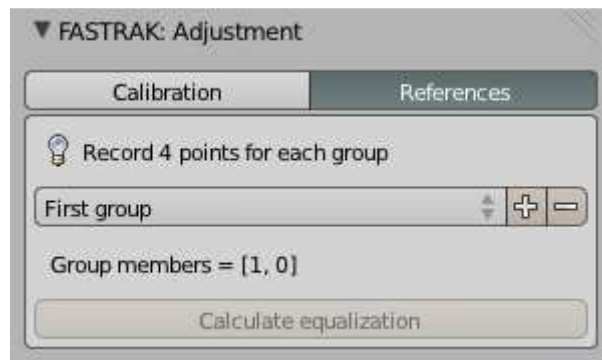 FASTRAK: Adjustment
Calibration References
Record 4 points for each group
First group
Group members = [1, 0]
Calculate equalization